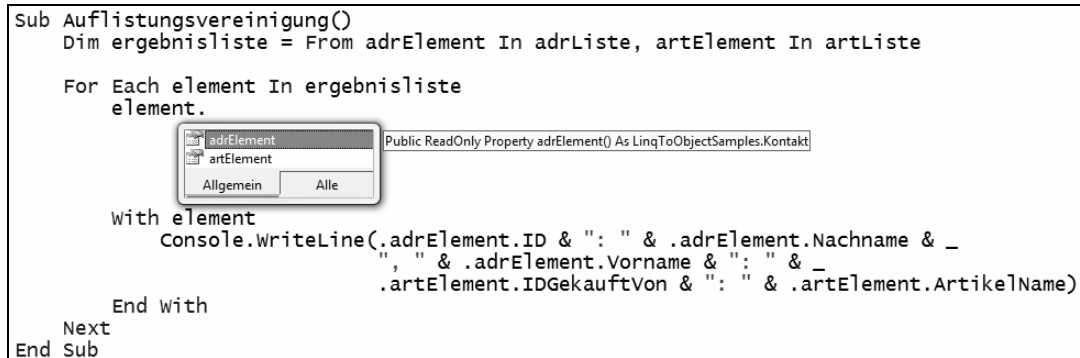 Sub Auflistungsvereinigung()
Dim ergebnisliste = From adrElement In adrListe, artElement In artListe
For Each element In ergebnisliste
element.
adrElement
Public ReadOnly Property adrElement() As LinqToObjectSamples.Kontakt
artElement
Allgemein Alle
With element
Console.WriteLine(.adrElement.ID & ": " & .adrElement.Nachname & _
", " & .adrElement.Vorname & ": " & _
.artElement.IDGekauftVon & ": " & .artElement.ArtikelName)
End With
Next
End Sub